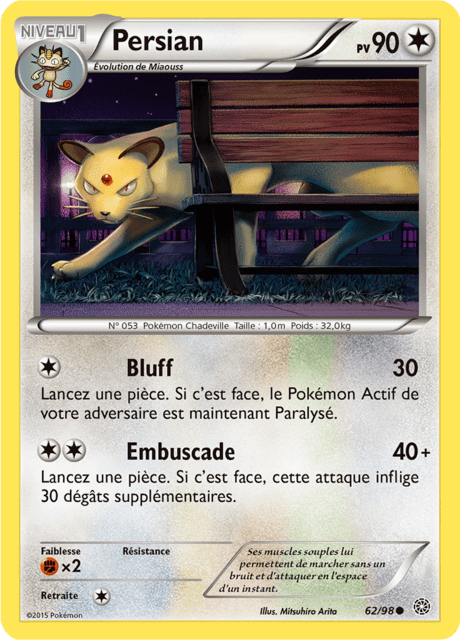 NIVEAU 1
Persian
PV 90
Évolution de Miaouss
N° 053 Pokémon Chadeville Taille : 1,0m Poids : 32,0kg
Bluff 30
Lancez une pièce. Si c'est face, le Pokémon Actif de
votre adversaire est maintenant Paralysé.
Embuscade 40+
Lancez une pièce. Si c'est face, cette attaque inflige
30 dégâts supplémentaires.
Faiblesse Résistance
×2
Retraite
Ses muscles souples lui
permettent de marcher sans un
bruit et d'attaquer en l'espace
d'un instant.
©2015 Pokémon
Illus. Mitsuhiro Arita
62/98